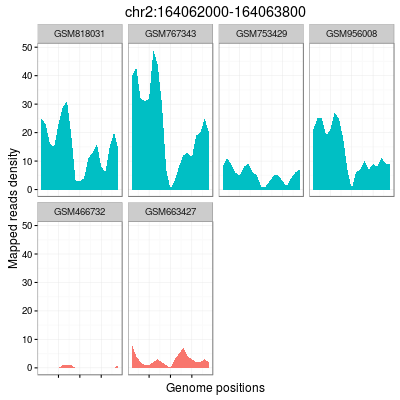 chr2:164062000-164063800
GSM818031 GSM767343 GSM753429 GSM956008
50
40
30
20
10
0
GSM466732 GSM663427
50
40
30
20
10
0
Mapped reads density
Genome positions